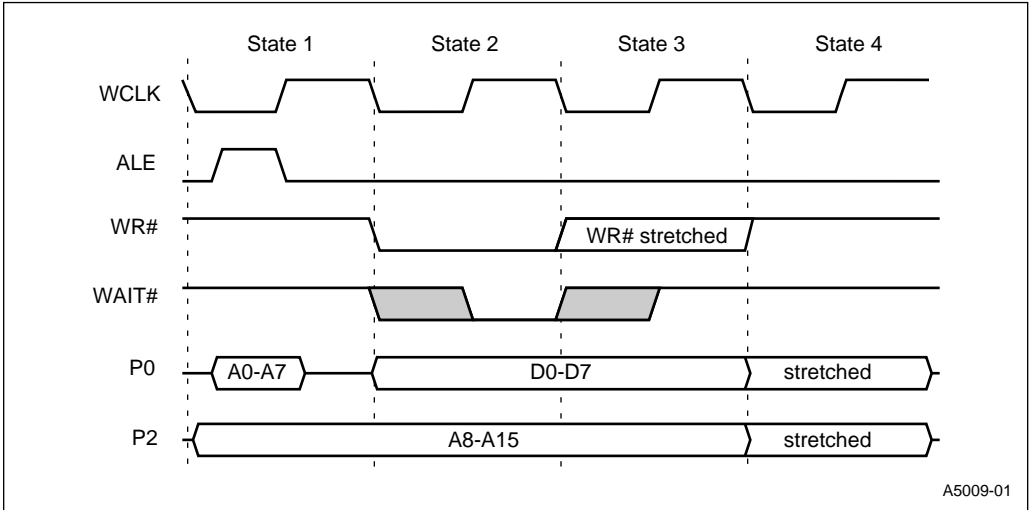 State 1 State 2 State 3 State 4
WCLK
ALE
WR# WR# stretched
WAIT#
P0 A0-A7 D0-D7 stretched
P2 A8-A15 stretched
A5009-01